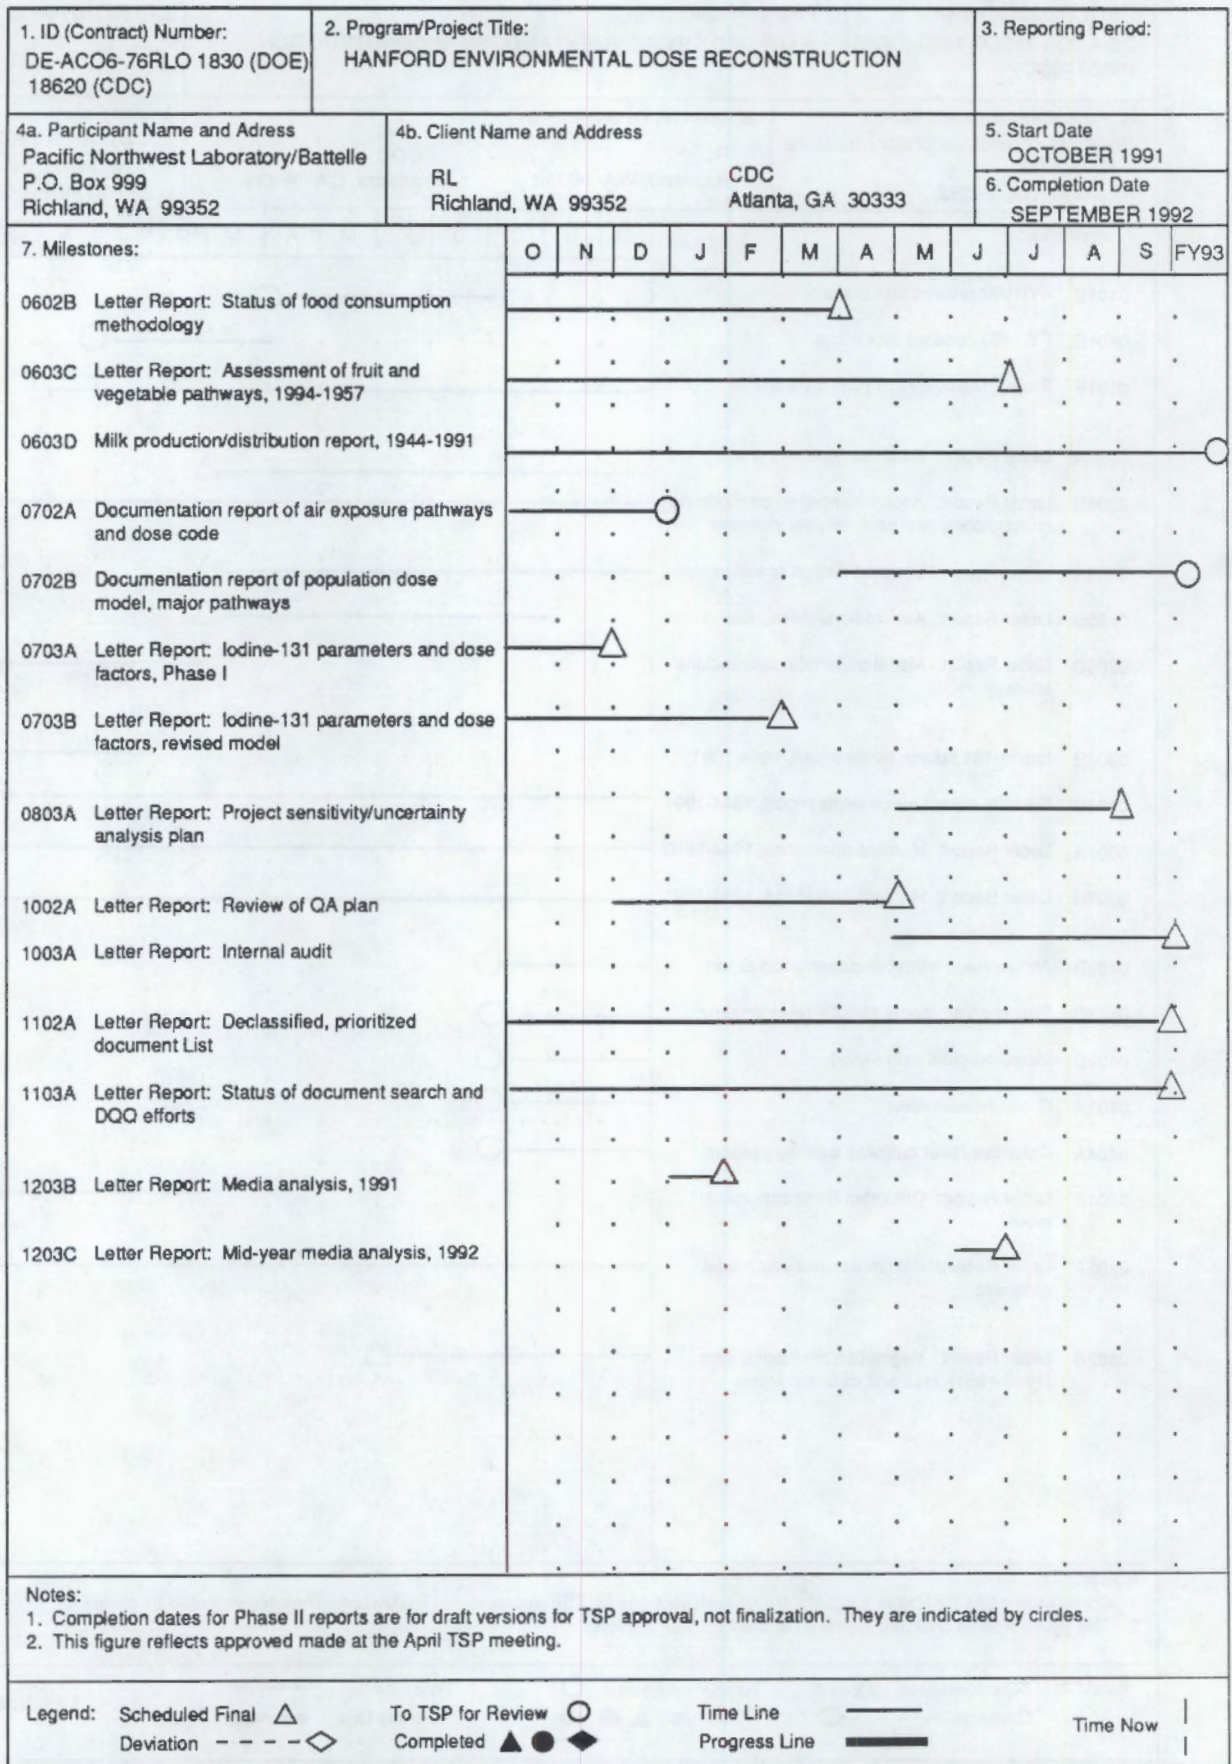 1. ID (Contract) Number:
DE-ACO6-76RLO 1830 (DOE)
18620 (CDC)
2. Program/Project Title:
HANFORD ENVIRONMENTAL DOSE RECONSTRUCTION
3. Reporting Period:
4a. Participant Name and Adress
Pacific Northwest Laboratory/Battelle
P.O. Box 999
Richland, WA 99352
4b. Client Name and Address
RL
Richland, WA 99352
CDC
Atlanta, GA 30333
5. Start Date
OCTOBER 1991
6. Completion Date
SEPTEMBER 1992
7. Milestones:
O N D J F M A M J J A S FY93
0602B Letter Report: Status of food consumption
methodology
0603C Letter Report: Assessment of fruit and
vegetable pathways, 1994-1957
0603D Milk production/distribution report, 1944-1991
0702A Documentation report of air exposure pathways
and dose code
0702B Documentation report of population dose
model, major pathways
0703A Letter Report: Iodine-131 parameters and dose
factors, Phase I
0703B Letter Report: Iodine-131 parameters and dose
factors, revised model
0803A Letter Report: Project sensitivity/uncertainty
analysis plan
1002A Letter Report: Review of QA plan
1003A Letter Report: Internal audit
1102A Letter Report: Declassified, prioritized
document List
1103A Letter Report: Status of document search and
DQO efforts
1203B Letter Report: Media analysis, 1991
1203C Letter Report: Mid-year media analysis, 1992
Notes:
1. Completion dates for Phase II reports are for draft versions for TSP approval, not finalization. They are indicated by circles.
2. This figure reflects approved made at the April TSP meeting.
Legend: Scheduled Final To TSP for Review Time Line
Deviation Completed Progress Line
Time Now